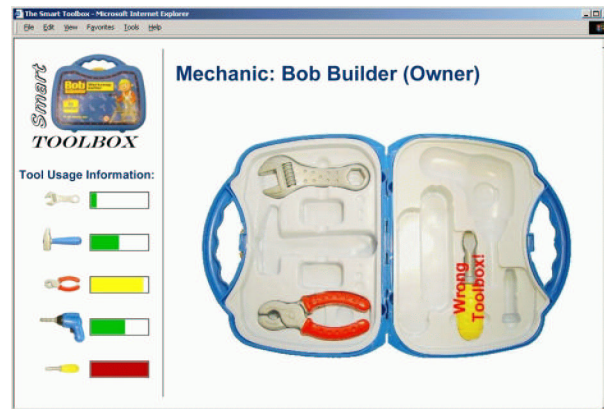 The Smart Toolbox - Microsoft Internet Explorer
File Edit View Favorites Tools Help
Smart
Bob
TOOLBOX
Mechanic: Bob Builder (Owner)
Tool Usage Information:
Wrong
Toolbox!